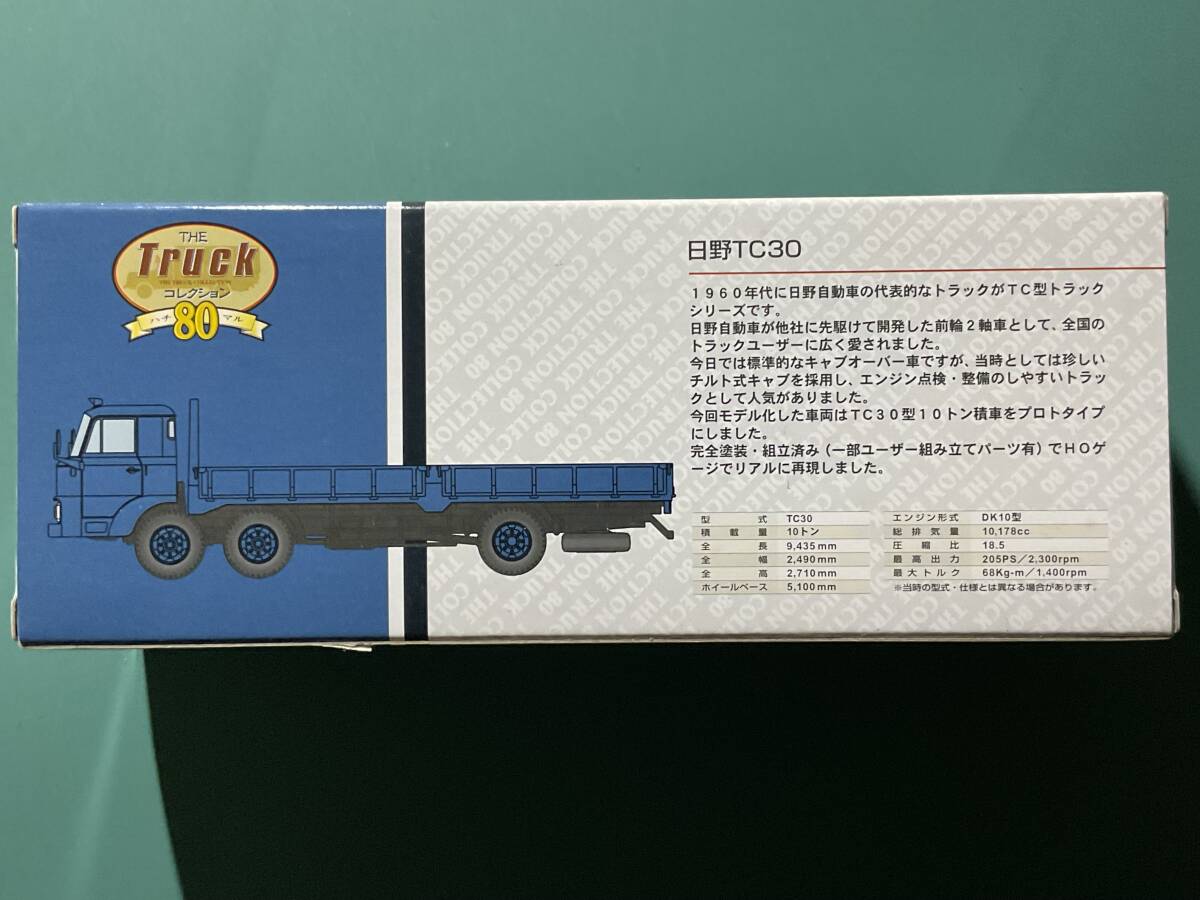 THE
Truck
THE TRUCK COLLECTION
コレクション
ハチ 80 マル
日野TC30
1960年代に日野自動車の代表的なトラックがTC型トラック
シリーズです。
日野自動車が他社に先駆けて開発した前輪2軸車として、全国の
トラックユーザーに広く愛されました。
今日では標準的なキャブオーバー車ですが、当時としては珍しい
チルト式キャブを採用し、エンジン点検・整備のしやすいトラッ
クとして人気がありました。
今回モデル化した車両はTC30型10トン積車をプロトタイプ
にしました。
完全塗装・組立済み（一部ユーザー組み立てパーツ有）でHOゲ
ージでリアルに再現しました。
型式 TC30
積載量 10トン
全長 9,435mm
全幅 2,490mm
全高 2,710mm
ホイールベース 5,100mm
エンジン形式 DK10型
総排気量 10,178cc
圧縮比 18.5
最高出力 205PS／2,300rpm
最大トルク 68Kg-m／1,400rpm
※当時の型式・仕様とは異なる場合があります。